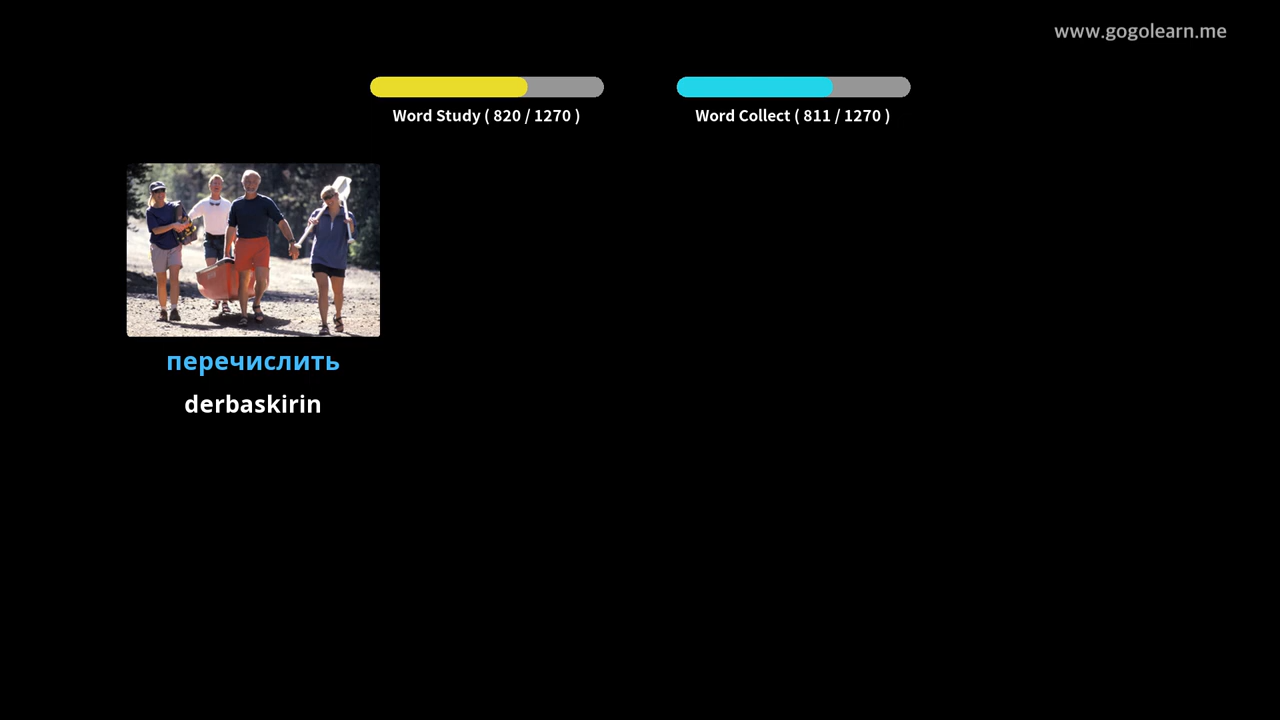 www.gogolearn.me
Word Study ( 820 / 1270 )
Word Collect ( 811 / 1270 )
перечислить
derbaskirin